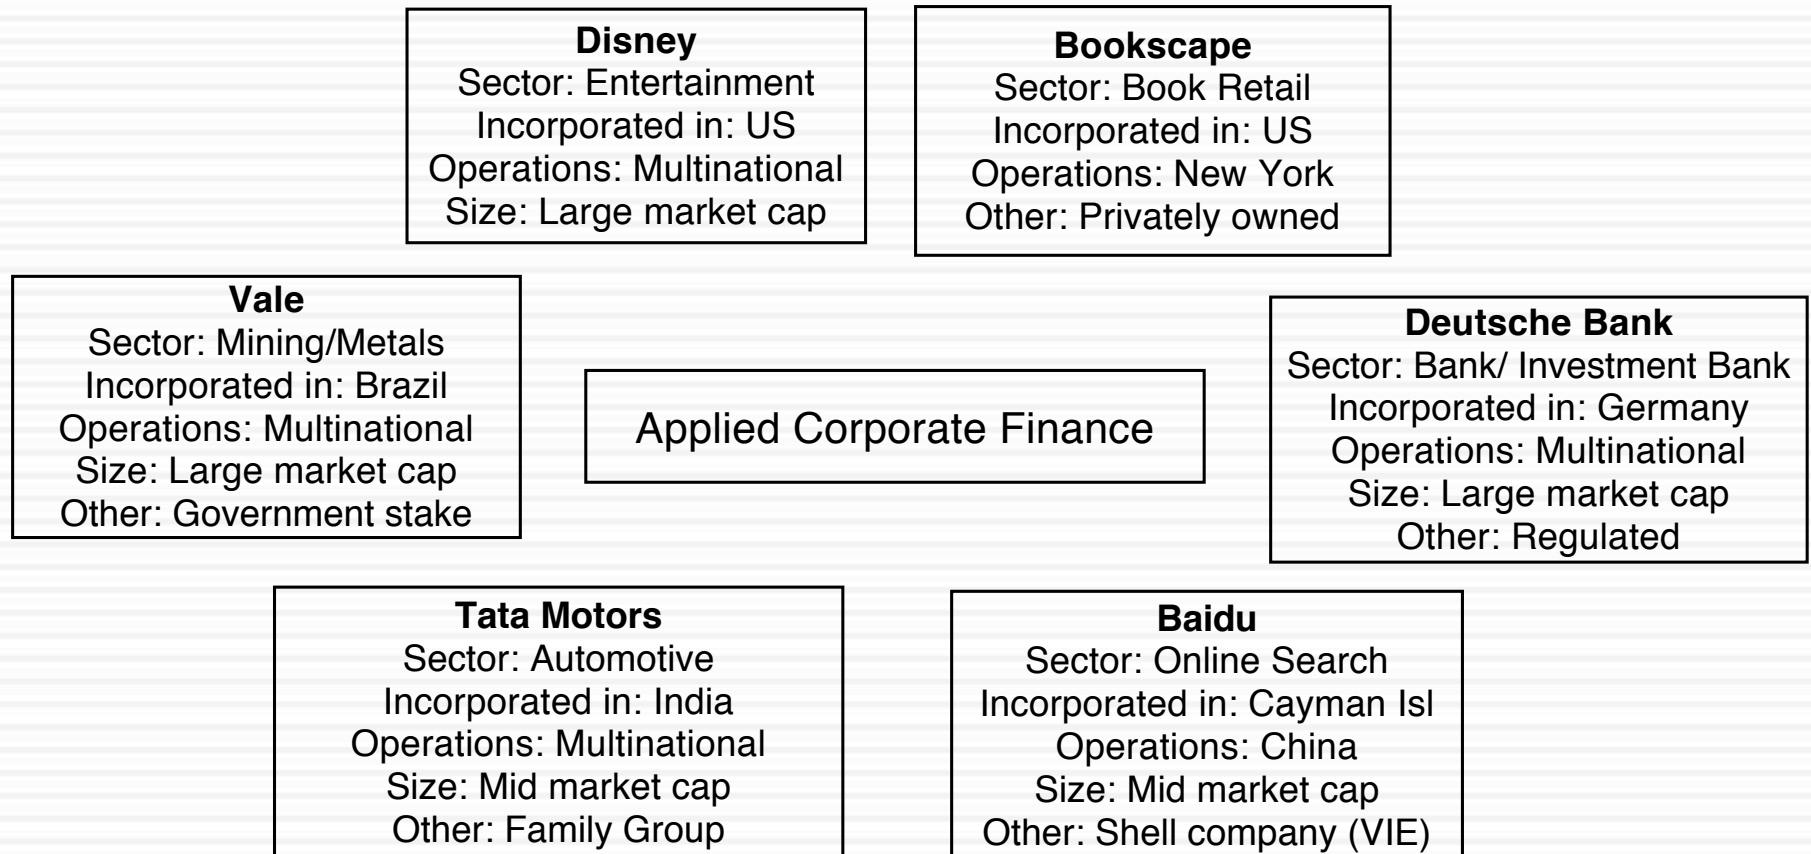 Disney
Sector: Entertainment
Incorporated in: US
Operations: Multinational
Size: Large market cap
Bookscape
Sector: Book Retail
Incorporated in: US
Operations: New York
Other: Privately owned
Vale
Sector: Mining/Metals
Incorporated in: Brazil
Operations: Multinational
Size: Large market cap
Other: Government stake
Applied Corporate Finance
Deutsche Bank
Sector: Bank/ Investment Bank
Incorporated in: Germany
Operations: Multinational
Size: Large market cap
Other: Regulated
Tata Motors
Sector: Automotive
Incorporated in: India
Operations: Multinational
Size: Mid market cap
Other: Family Group
Baidu
Sector: Online Search
Incorporated in: Cayman Isl
Operations: China
Size: Mid market cap
Other: Shell company (VIE)